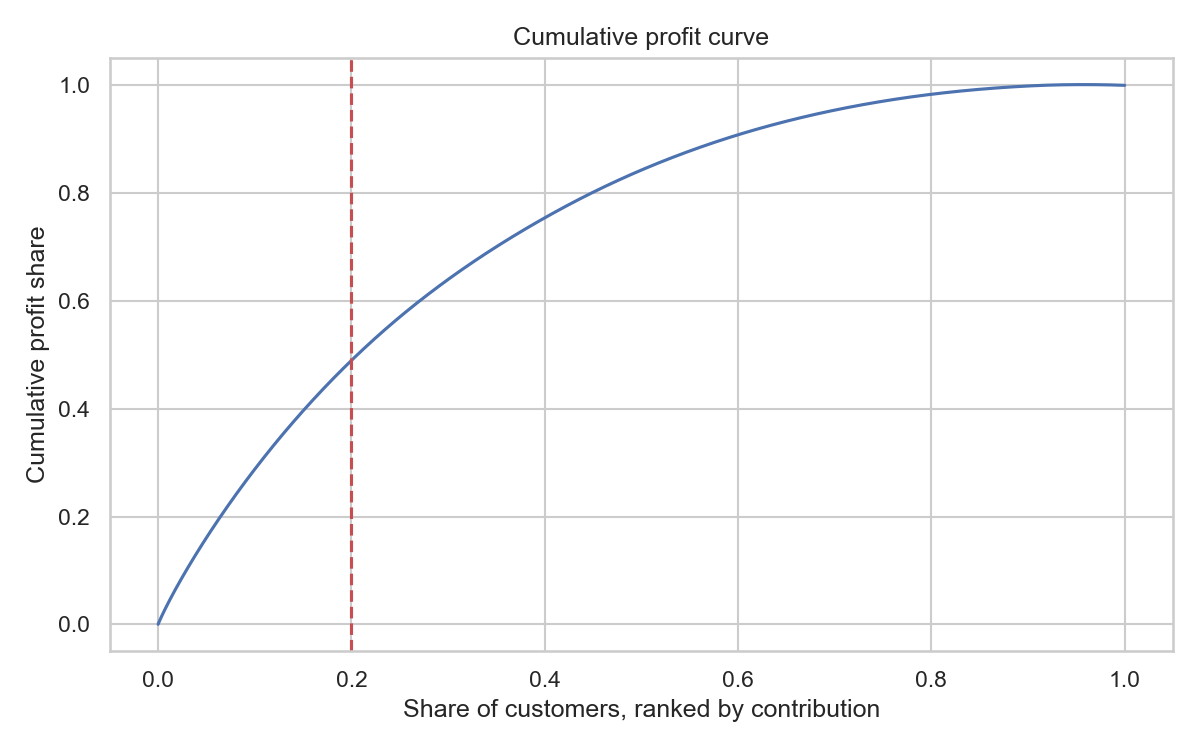 Cumulative profit curve
1.0
0.8
0.6
0.4
0.2
0.0
Cumulative profit share
0.0 0.2 0.4 0.6 0.8 1.0
Share of customers, ranked by contribution